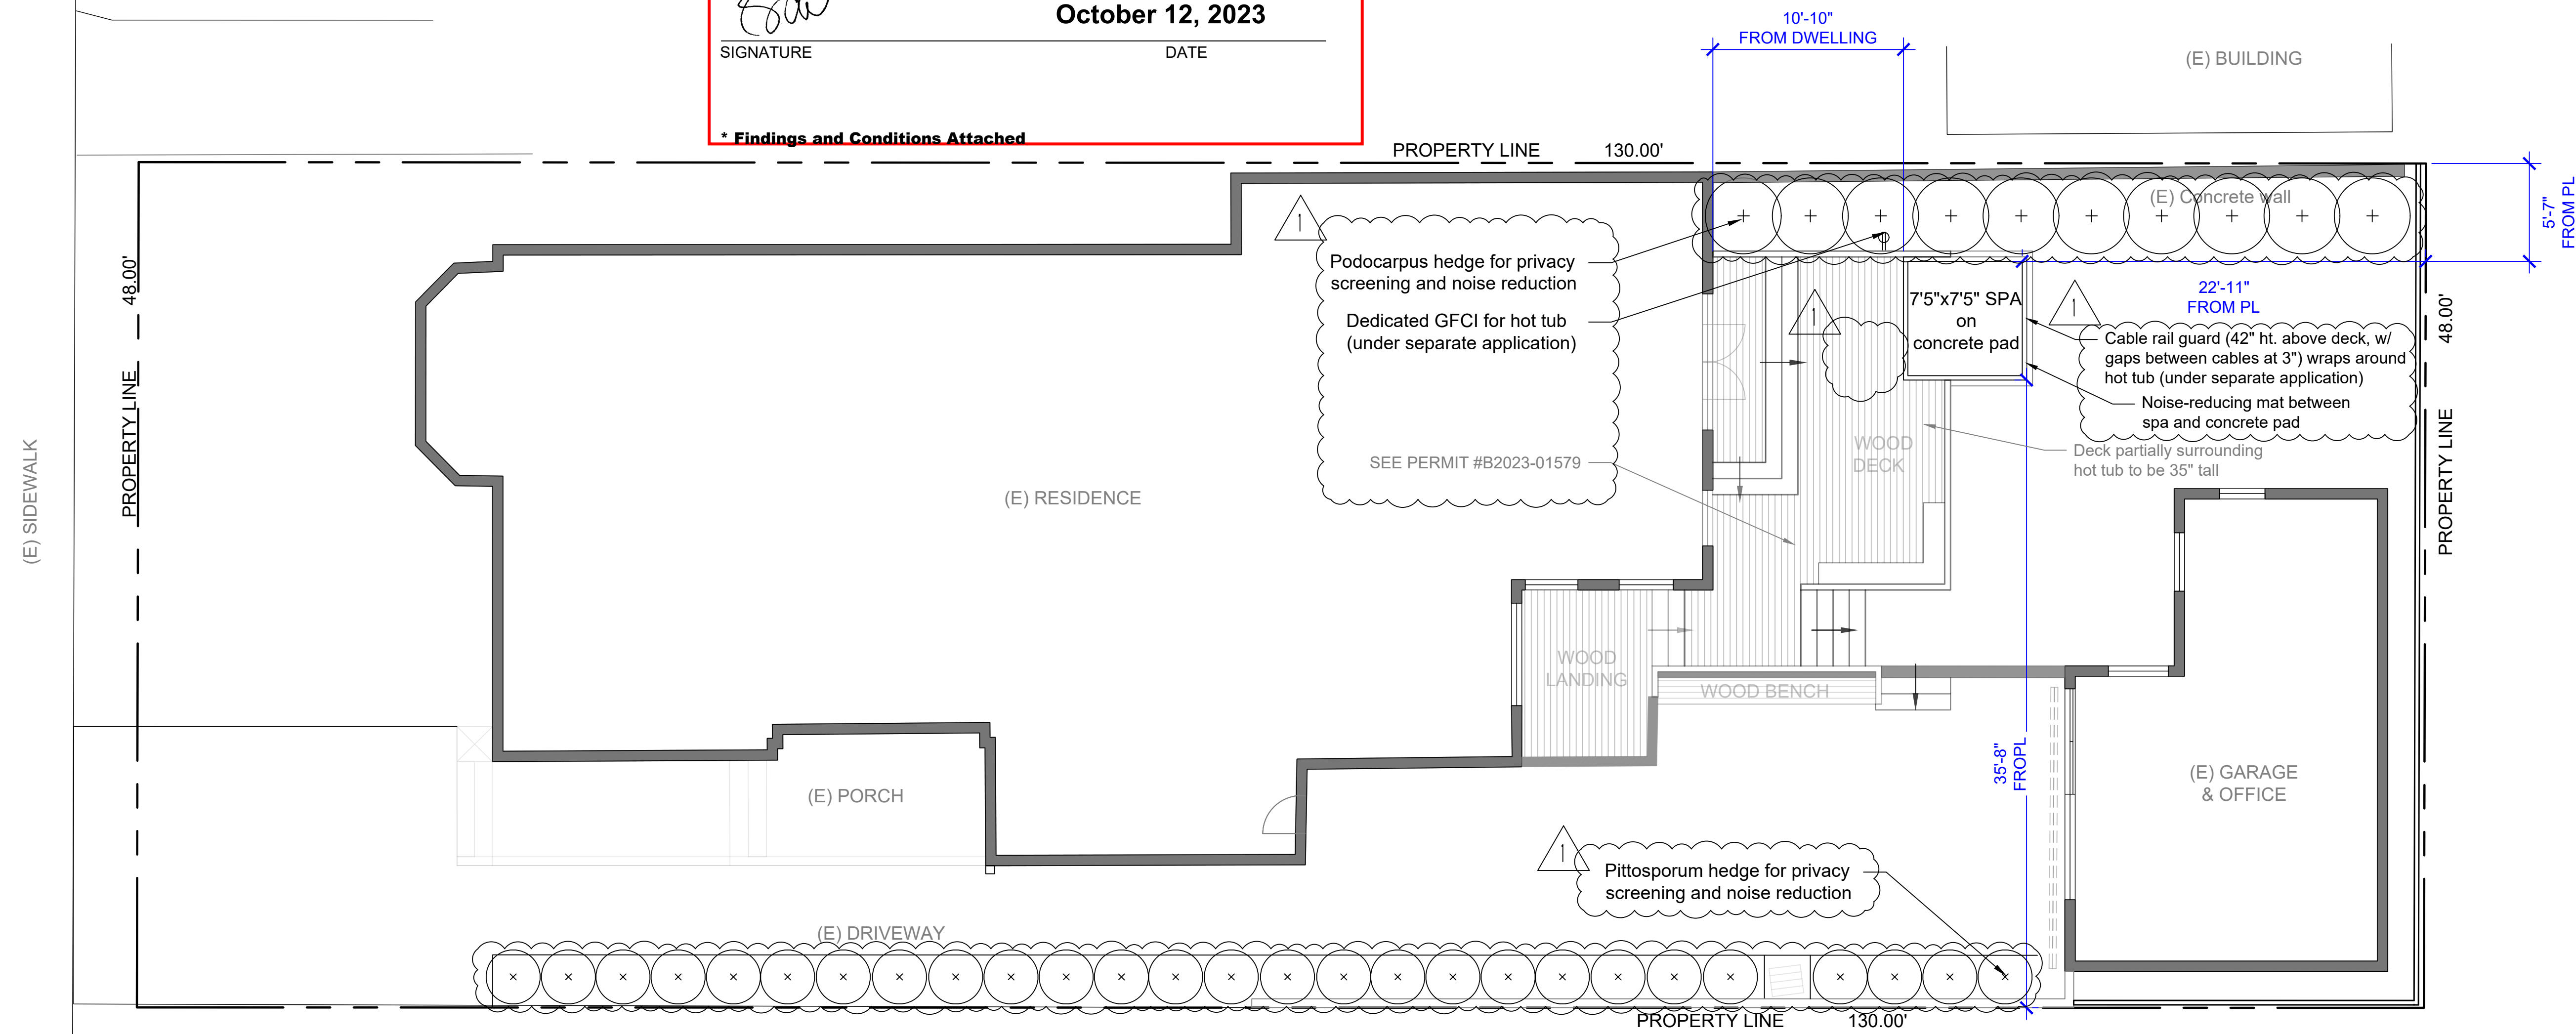 October 12, 2023
SIGNATURE
DATE
* Findings and Conditions Attached
10'-10"
FROM DWELLING
(E) BUILDING
PROPERTY LINE
130.00'
(E) Concrete wall
5'-7"
FROM PL
1
Podocarpus hedge for privacy
screening and noise reduction
Dedicated GFCI for hot tub
(under separate application)
SEE PERMIT #B2023-01579
1
7'5"x7'5" SPA
on
concrete pad
22'-11"
FROM PL
1
Cable rail guard (42" ht. above deck, w/
gaps between cables at 3") wraps around
hot tub (under separate application)
Noise-reducing mat between
spa and concrete pad
Deck partially surrounding
hot tub to be 35" tall
48.00'
PROPERTY LINE
48.00'
PROPERTY LINE
(E) SIDEWALK
(E) RESIDENCE
WOOD
DECK
WOOD
LANDING
WOOD BENCH
(E) PORCH
35'-8"
FROPL
(E) GARAGE
& OFFICE
1
Pittosporum hedge for privacy
screening and noise reduction
(E) DRIVEWAY
PROPERTY LINE
130.00'